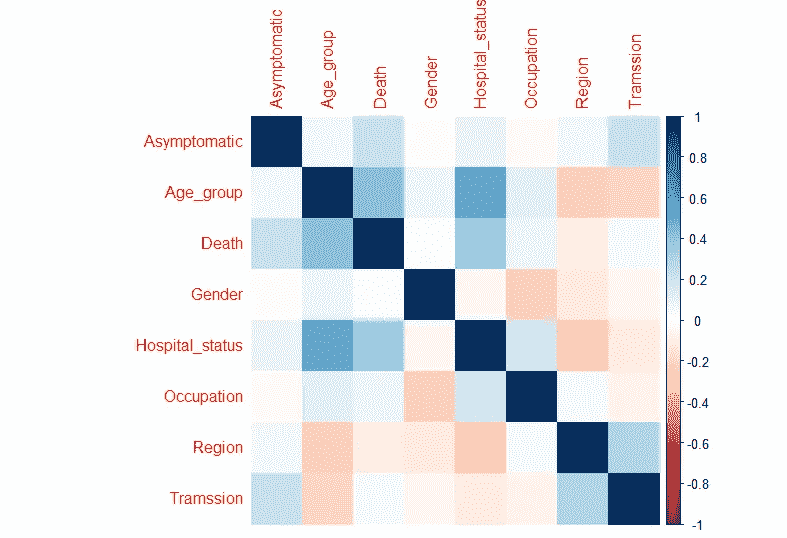 Asymptomatic
Age_group
Death
Gender
Hospital_status
Occupation
Region
Tramssion
Asymptomatic
Age_group
Death
Gender
Hospital_status
Occupation
Region
Tramssion
1
0.8
0.6
0.4
0.2
0
-0.2
-0.4
-0.6
-0.8
-1